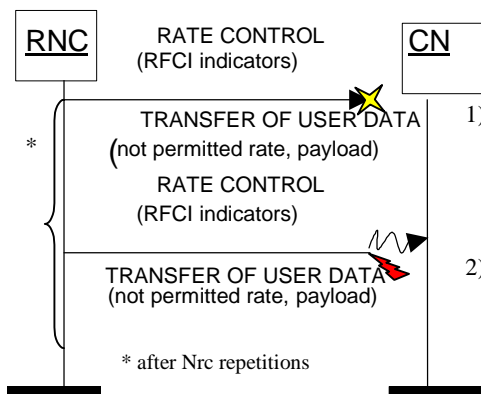 RNC
CN
RATE CONTROL
(RFCI indicators)
1)
TRANSFER OF USER DATA
(not permitted rate, payload)
*
RATE CONTROL
(RFCI indicators)
2)
TRANSFER OF USER DATA
(not permitted rate, payload)
* after Nrc repetitions